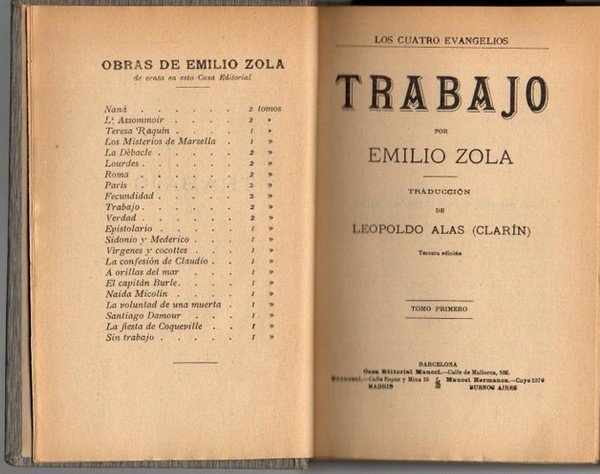 OBRAS DE EMILIO ZOLA
de venta en esta Casa Editorial
Naná . . . . . . 2 tomos
L'Assommoir . . . . 2 »
Teresa Raquin . . . . 1 »
Los Misterios de Marsella . . 1 »
La Débacle . . . . . 2 »
Lourdes . . . . . . 2 »
Roma . . . . . . 2 »
París . . . . . . 2 »
Fecundidad . . . . . 2 »
Trabajo . . . . . . 2 »
Verdad . . . . . . 2 »
Epistolario . . . . . 1 »
Sidonio y Mederico . . . . 1 »
Vírgenes y cocottes . . . 1 »
La confesión de Claudio . . . 1 »
A orillas del mar . . . . 1 »
El capitán Burle . . . . . 1 »
Naida Micolin . . . . . 1 »
La voluntad de una muerta . . 1 »
Santiago Damour . . . . 1 »
La fiesta de Coqueville . . . 1 »
Sin trabajo . . . . . 1 »
LOS CUATRO EVANGELIOS
TRABAJO
POR
EMILIO ZOLA
TRADUCCIÓN
DE
LEOPOLDO ALAS (CLARÍN)
Tercera edición
TOMO PRIMERO
BARCELONA
Casa Editorial Maucci.—Calle de Mallorca, 166.
Calle Espoz y Mina 15 Maucci Hermanos.—Cuyo 1070
MADRID BUENOS AIRES